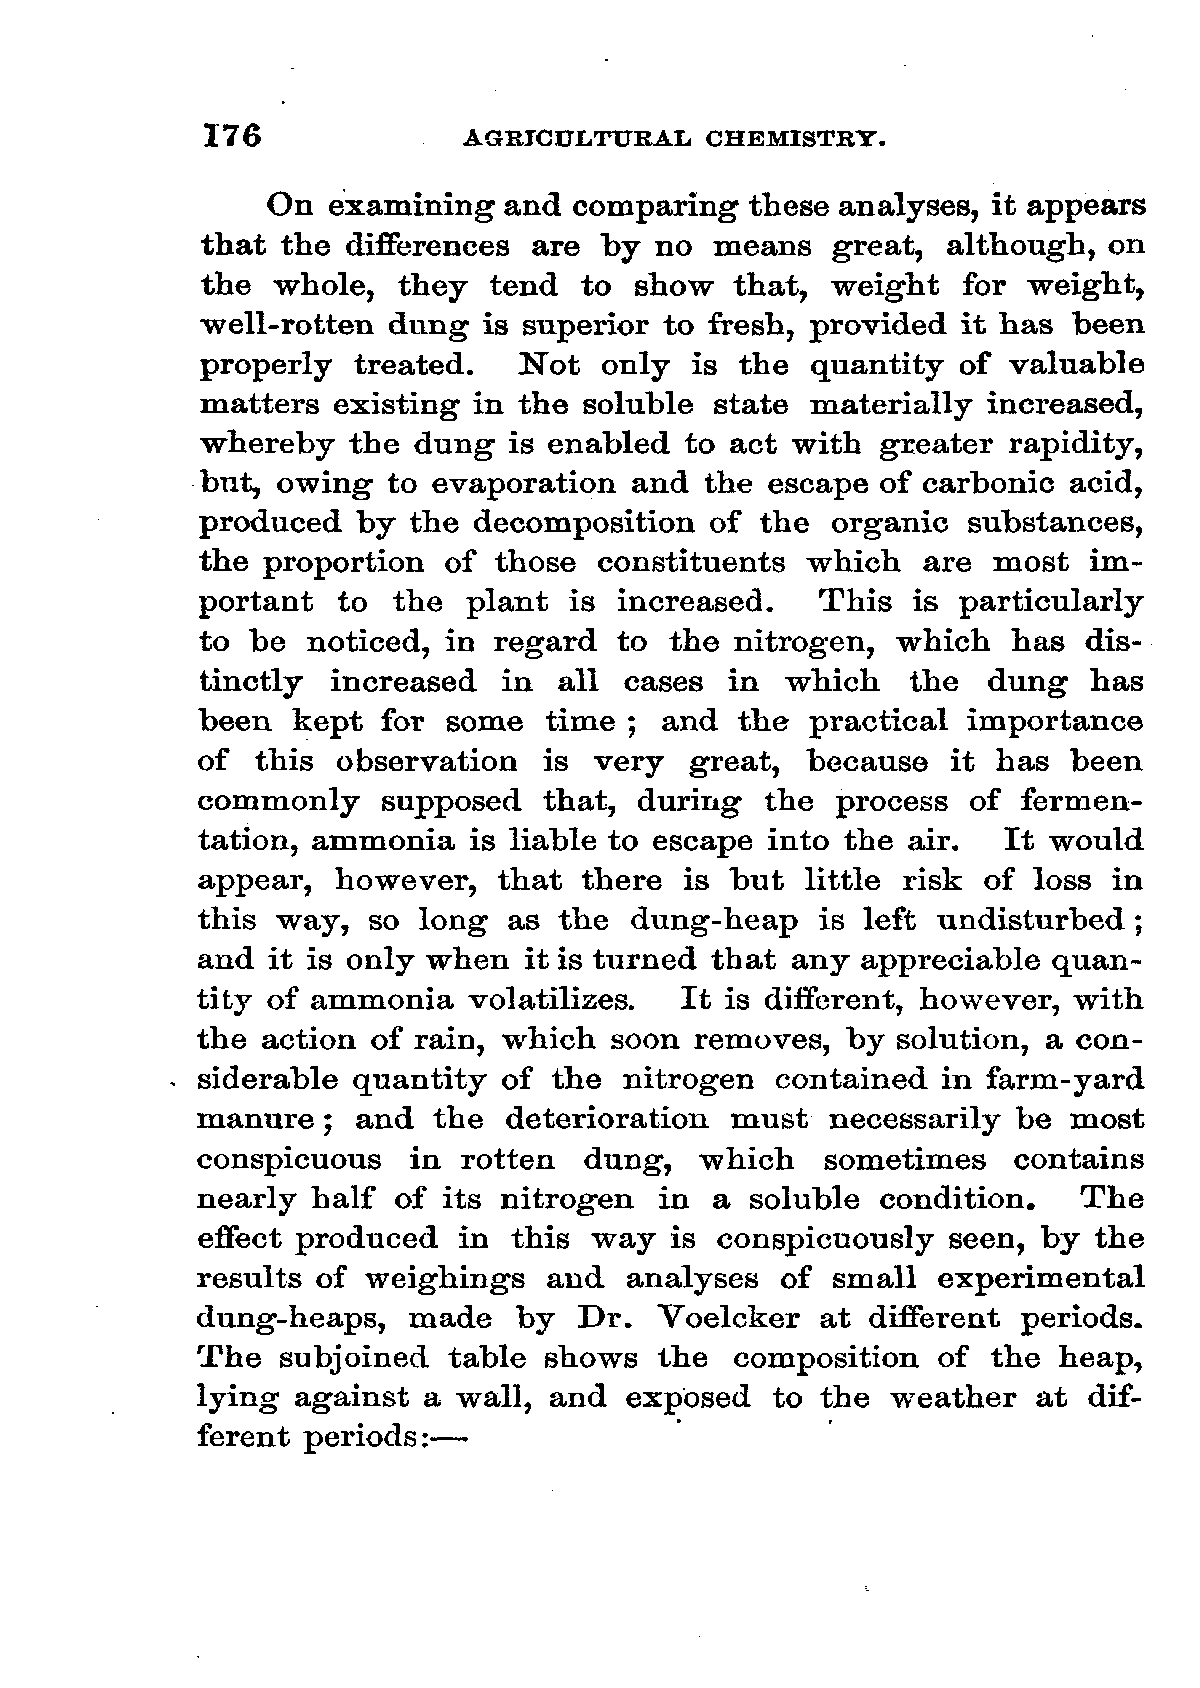 176 AGRICULTURAL CHEMISTRY.
On examining and comparing these analyses, it appears
that the differences are by no means great, although, on
the whole, they tend to show that, weight for weight,
well-rotten dung is superior to fresh, provided it has been
properly treated. Not only is the quantity of valuable
matters existing in the soluble state materially increased,
whereby the dung is enabled to act with greater rapidity,
but, owing to evaporation and the escape of carbonic acid,
produced by the decomposition of the organic substances,
the proportion of those constituents which are most im-
portant to the plant is increased. This is particularly
to be noticed, in regard to the nitrogen, which has dis-
tinctly increased in all cases in which the dung has
been kept for some time ; and the practical importance
of this observation is very great, because it has been
commonly supposed that, during the process of fermen-
tation, ammonia is liable to escape into the air. It would
appear, however, that there is but little risk of loss in
this way, so long as the dung-heap is left undisturbed ;
and it is only when it is turned that any appreciable quan-
tity of ammonia volatilizes. It is different, however, with
the action of rain, which soon removes, by solution, a con-
siderable quantity of the nitrogen contained in farm-yard
manure ; and the deterioration must necessarily be most
conspicuous in rotten dung, which sometimes contains
nearly half of its nitrogen in a soluble condition. The
effect produced in this way is conspicuously seen, by the
results of weighings and analyses of small experimental
dung-heaps, made by Dr. Voelcker at different periods.
The subjoined table shows the composition of the heap,
lying against a wall, and exposed to the weather at dif-
ferent periods:—